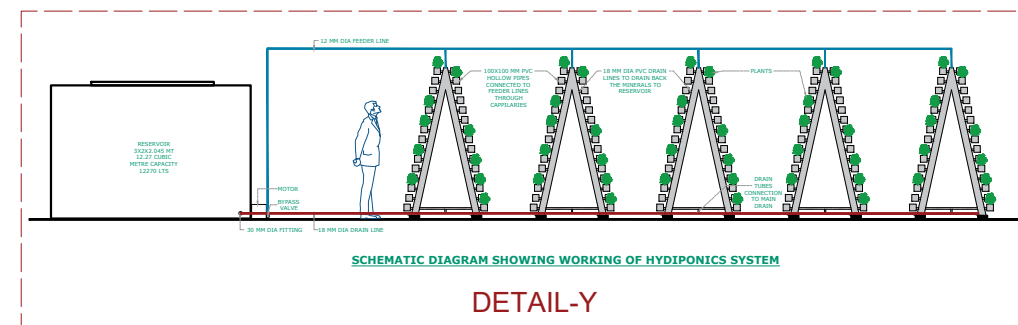 12 MM DIA FEEDER LINE
100X100 MM PVC
HOLLOW PIPES
CONNECTED TO
FEEDER LINES
THROUGH
CAPPILARIES
18 MM DIA PVC DRAIN
LINES TO DRAIN BACK
THE MINERALS TO
RESERVOIR
PLANTS
RESERVOIR
3X2X2.045 MT
12.27 CUBIC
METRE CAPACITY
12270 LTS
MOTOR
BYPASS
VALVE
DRAIN
TUBES
CONNECTION
TO MAIN
DRAIN
30 MM DIA FITTING
18 MM DIA DRAIN LINE
SCHEMATIC DIAGRAM SHOWING WORKING OF HYDIPONICS SYSTEM
DETAIL-Y